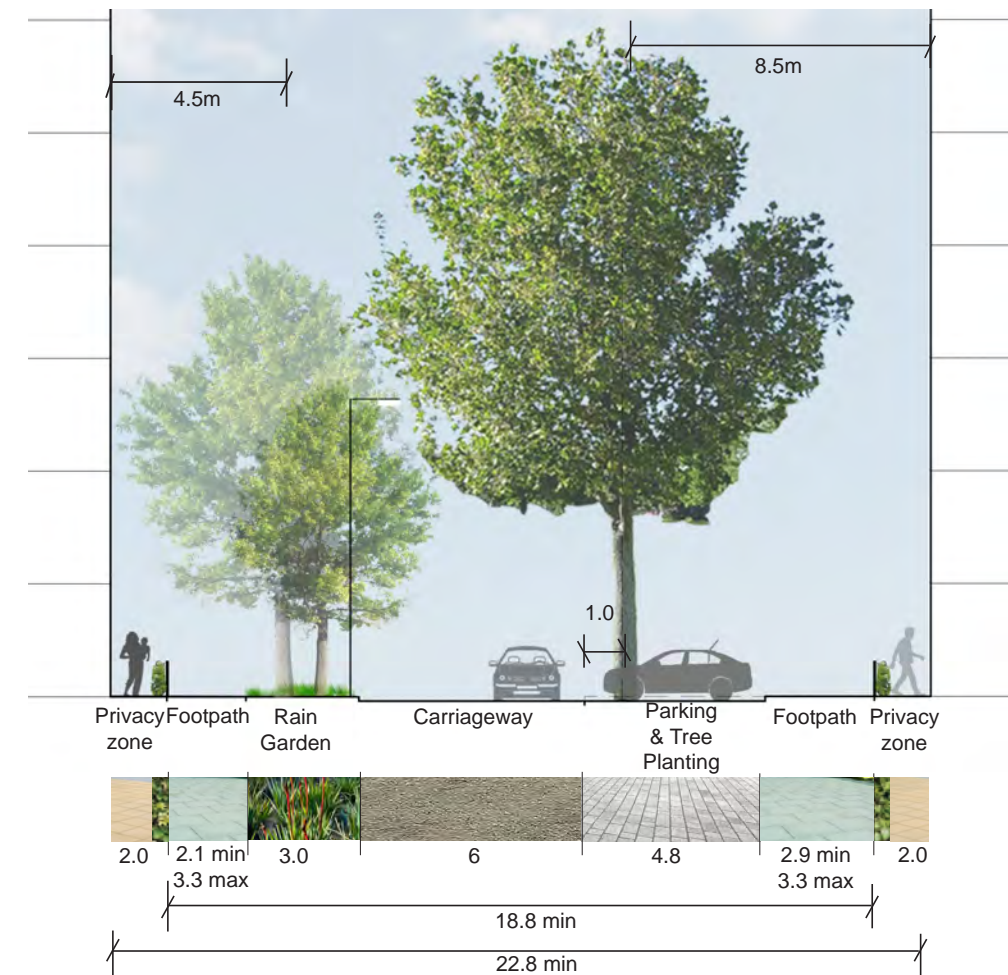 8.5m
4.5m
1.0
Privacy
zone
Footpath
Rain
Garden
Carriageway
Parking
& Tree
Planting
Footpath
Privacy
zone
2.0
2.1 min
3.3 max
3.0
6
4.8
2.9 min
3.3 max
2.0
18.8 min
22.8 min